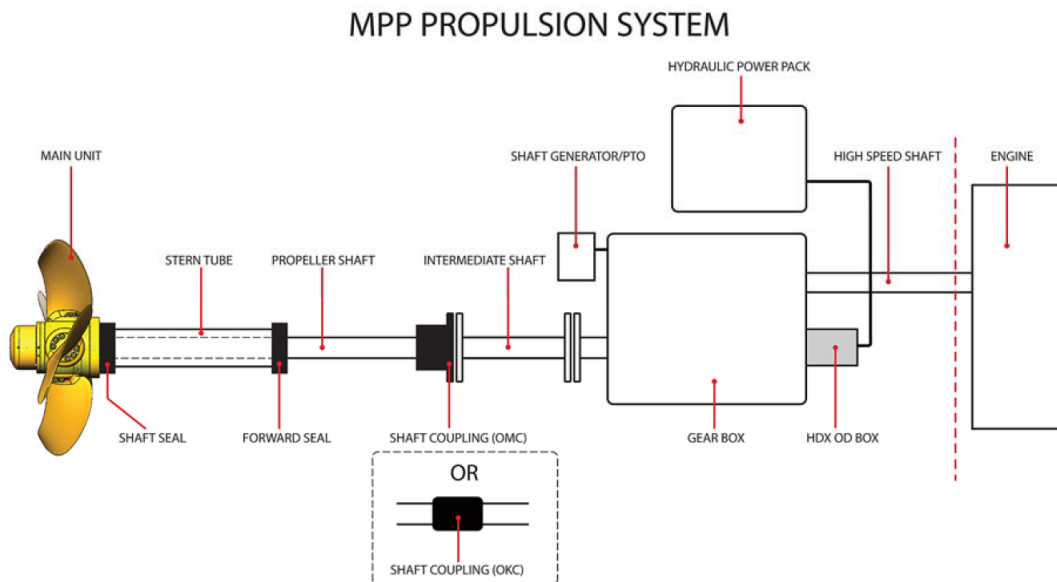 MPP PROPULSION SYSTEM
HYDRAULIC POWER PACK
MAIN UNIT
SHAFT GENERATOR/PTO
HIGH SPEED SHAFT
ENGINE
STERN TUBE
PROPELLER SHAFT
INTERMEDIATE SHAFT
SHAFT SEAL
FORWARD SEAL
SHAFT COUPLING (OMC)
GEAR BOX
HDX OD BOX
OR
SHAFT COUPLING (OKC)